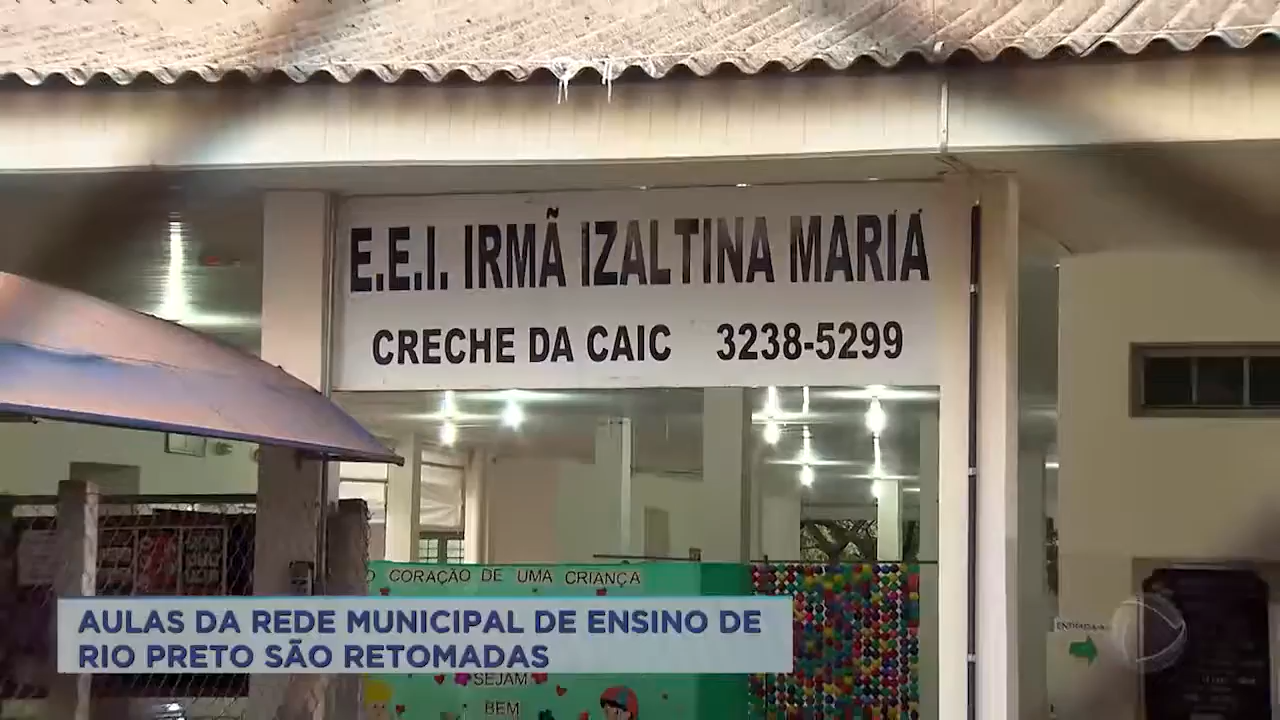 E.E.I. IRMÃ IZALTINA MARIA
CRECHE DA CAIC 3238-5299
O CORAÇÃO DE UMA CRIANÇA
AULAS DA REDE MUNICIPAL DE ENSINO DE
RIO PRETO SÃO RETOMADAS
ENTRADA
SEJAM
BEM